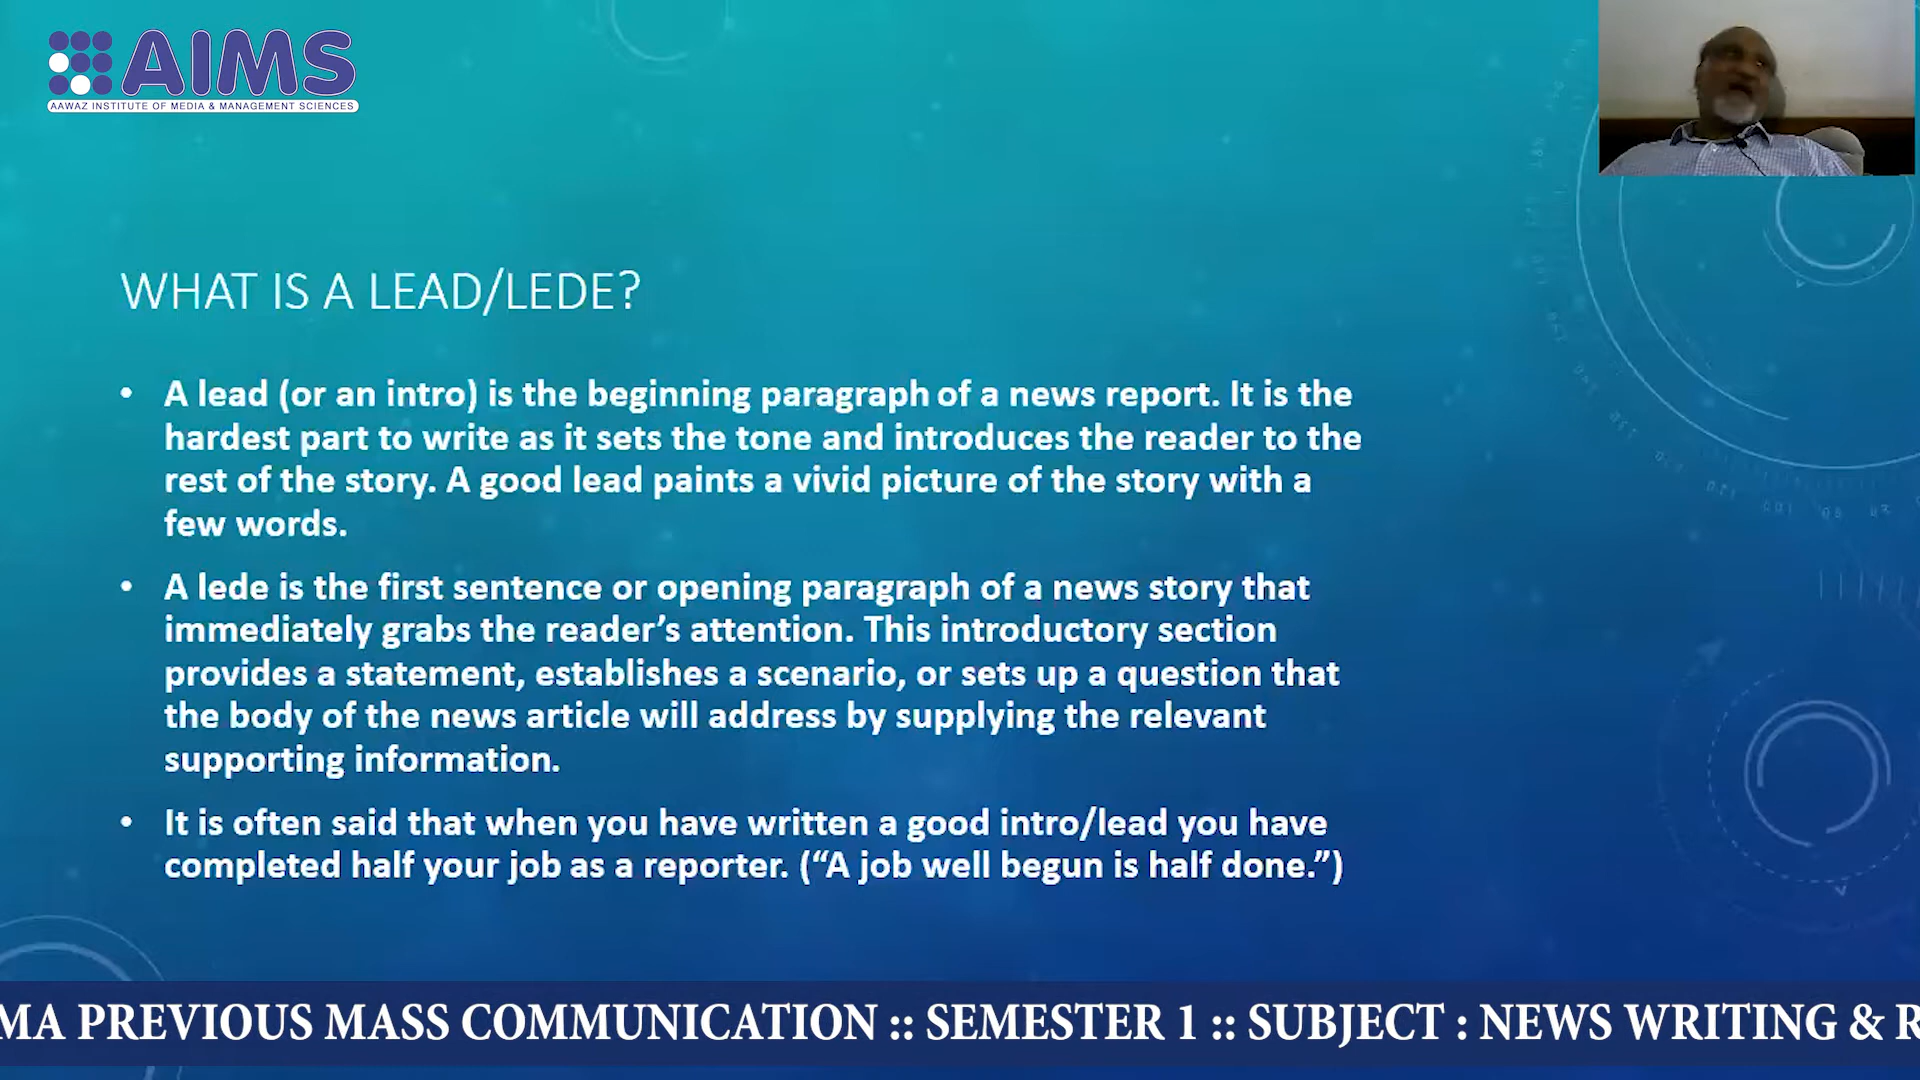 AIMS
AAWAZ INSTITUTE OF MEDIA & MANAGEMENT SCIENCES
WHAT IS A LEAD/LEDE?
• A lead (or an intro) is the beginning paragraph of a news report. It is the
hardest part to write as it sets the tone and introduces the reader to the
rest of the story. A good lead paints a vivid picture of the story with a
few words.
• A lede is the first sentence or opening paragraph of a news story that
immediately grabs the reader’s attention. This introductory section
provides a statement, establishes a scenario, or sets up a question that
the body of the news article will address by supplying the relevant
supporting information.
• It is often said that when you have written a good intro/lead you have
completed half your job as a reporter. (“A job well begun is half done.”)
MA PREVIOUS MASS COMMUNICATION :: SEMESTER 1 :: SUBJECT : NEWS WRITING & R